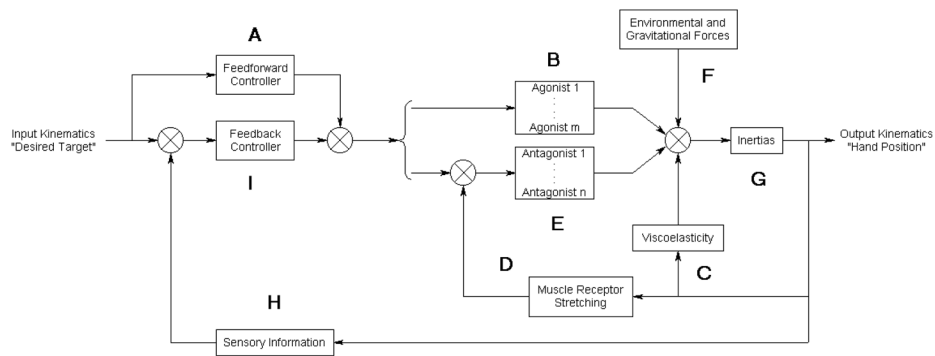 Environmental and
Gravitational Forces
A
B
F
Feedforward
Controller
Agonist 1
Agonist m
Input Kinematics
"Desired Target"
Feedback
Controller
Inertias
Output Kinematics
"Hand Position"
Antagonist 1
Antagonist n
I
G
E
Viscoelasticity
D
C
Muscle Receptor
Stretching
H
Sensory Information